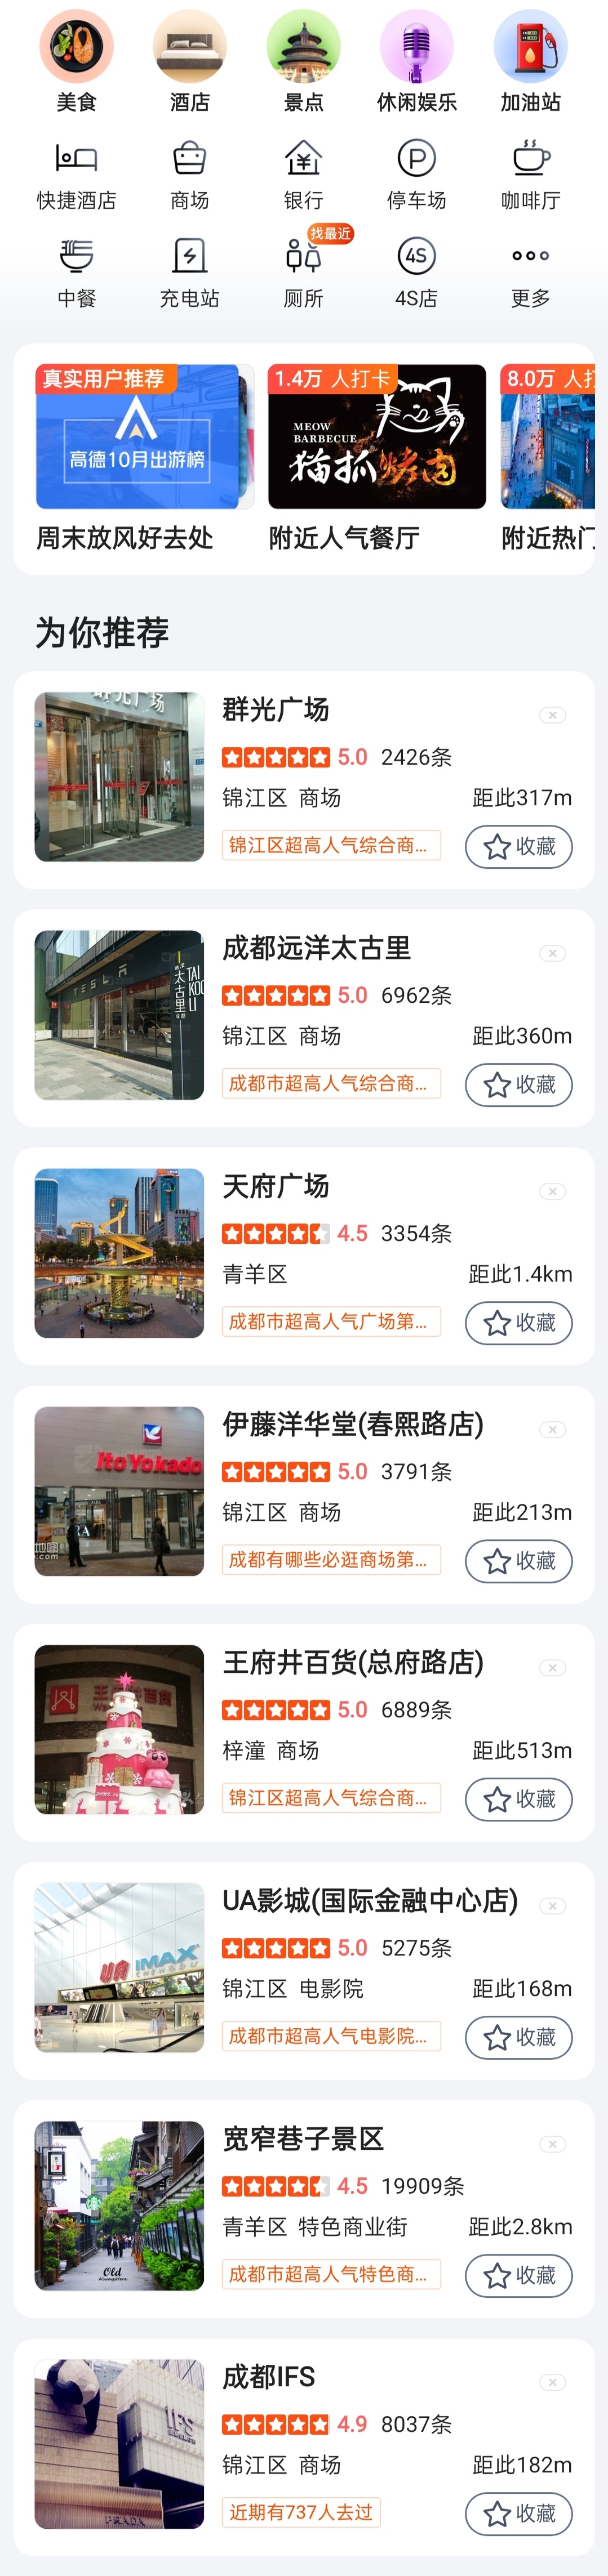 美食
酒店
景点
休闲娱乐
加油站
快捷酒店
商场
银行
停车场
咖啡厅
找最近
中餐
充电站
厕所
4S
4S店
更多
真实用户推荐
高德10月出游榜
周末放风好去处
1.4万 人打卡
MEOW
BARBECUE
猫抓烤肉
附近人气餐厅
8.0万 人打
附近热门
为你推荐
群光广场
5.0 2426条
锦江区 商场 距此317m
锦江区超高人气综合商...
收藏
TESLA
太古里
TAI
KOO
LI
成都远洋太古里
5.0 6962条
锦江区 商场 距此360m
成都市超高人气综合商...
收藏
天府广场
4.5 3354条
青羊区 距此1.4km
成都市超高人气广场第...
收藏
ItoYokado
伊藤洋华堂(春熙路店)
5.0 3791条
锦江区 商场 距此213m
成都有哪些必逛商场第...
收藏
王府井百货(总府路店)
5.0 6889条
梓潼 商场 距此513m
锦江区超高人气综合商...
收藏
UA IMAX
UA影城(国际金融中心店)
5.0 5275条
锦江区 电影院 距此168m
成都市超高人气电影院...
收藏
Old
宽窄巷子景区
4.5 19909条
青羊区 特色商业街 距此2.8km
成都市超高人气特色商...
收藏
IFS
PRADA
成都IFS
4.9 8037条
锦江区 商场 距此182m
近期有737人去过
收藏